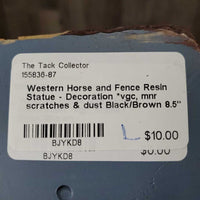 The Tack Collector
155836-87
Western Horse and Fence Resin
Statue - Decoration *vgc, mnr
scratches & dust Black/Brown 8.5"
L $10.00
BJYKD8
BJYKD8